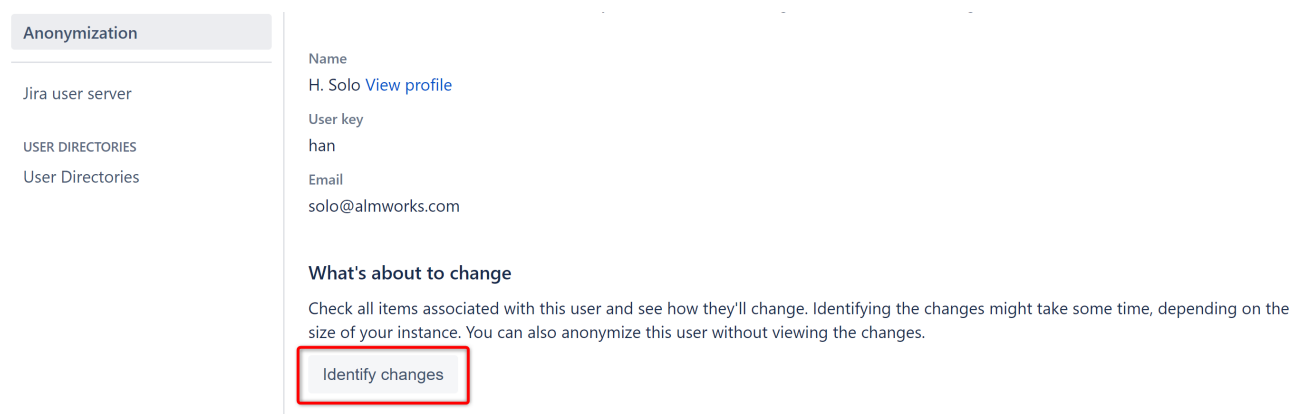 Anonymization
Jira user server
USER DIRECTORIES
User Directories
Name
H. Solo View profile
User key
han
Email
solo@almworks.com
What's about to change
Check all items associated with this user and see how they'll change. Identifying the changes might take some time, depending on the
size of your instance. You can also anonymize this user without viewing the changes.
Identify changes